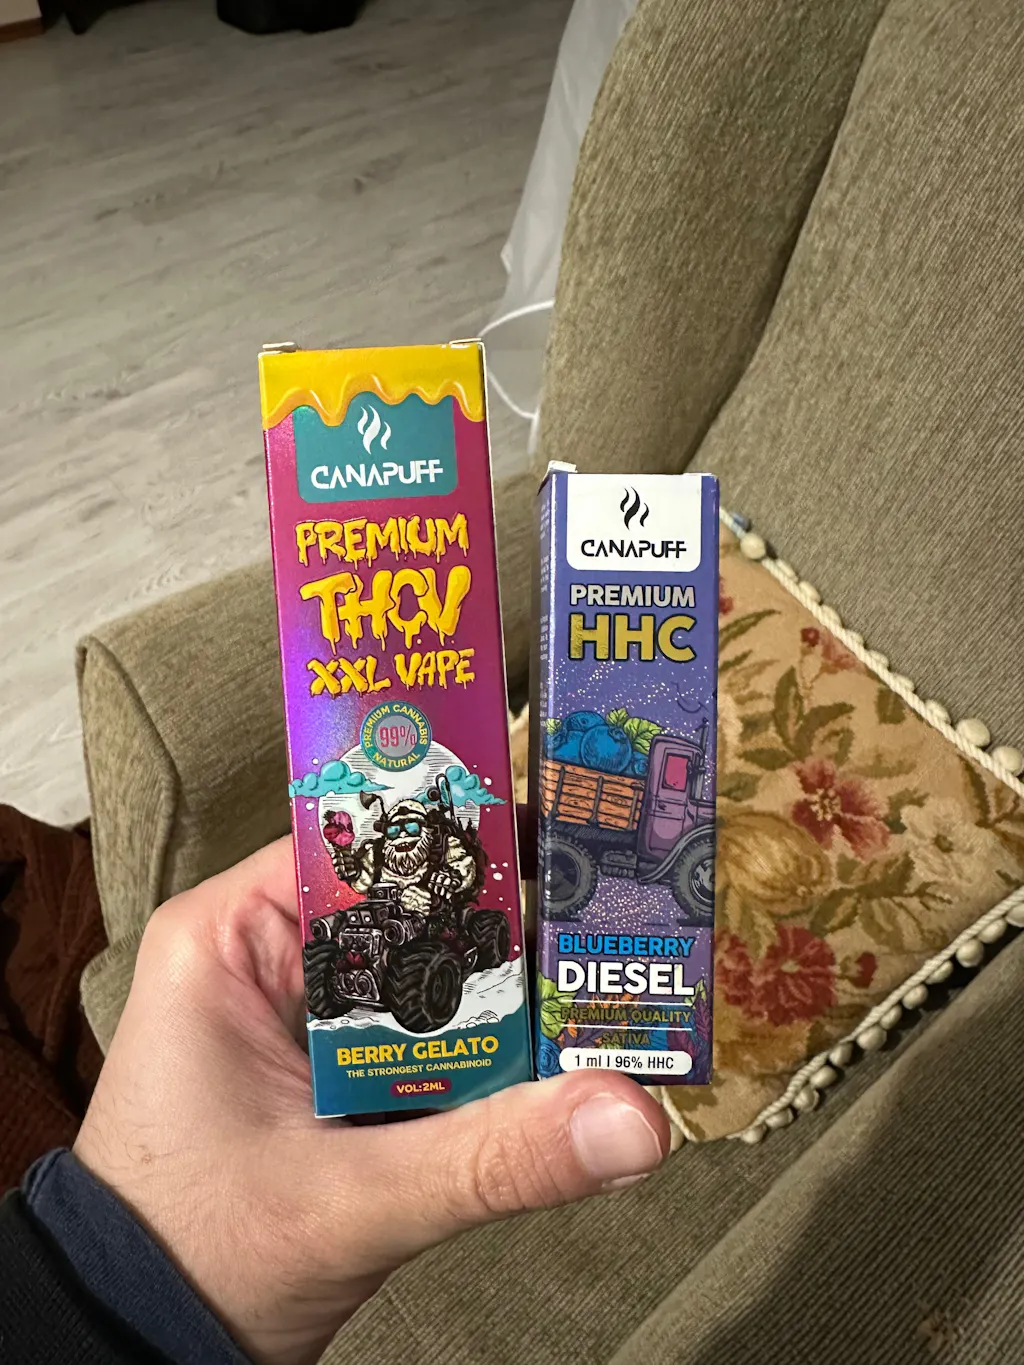 CANAPUFF
PREMIUM
THCV
XXL VAPE
PREMIUM CANNABIS
99%
NATURAL
BERRY GELATO
THE STRONGEST CANNABINOID
VOL:2ML
CANAPUFF
PREMIUM
HHC
BLUEBERRY
DIESEL
PREMIUM QUALITY
SATIVA
1 ml | 96% HHC